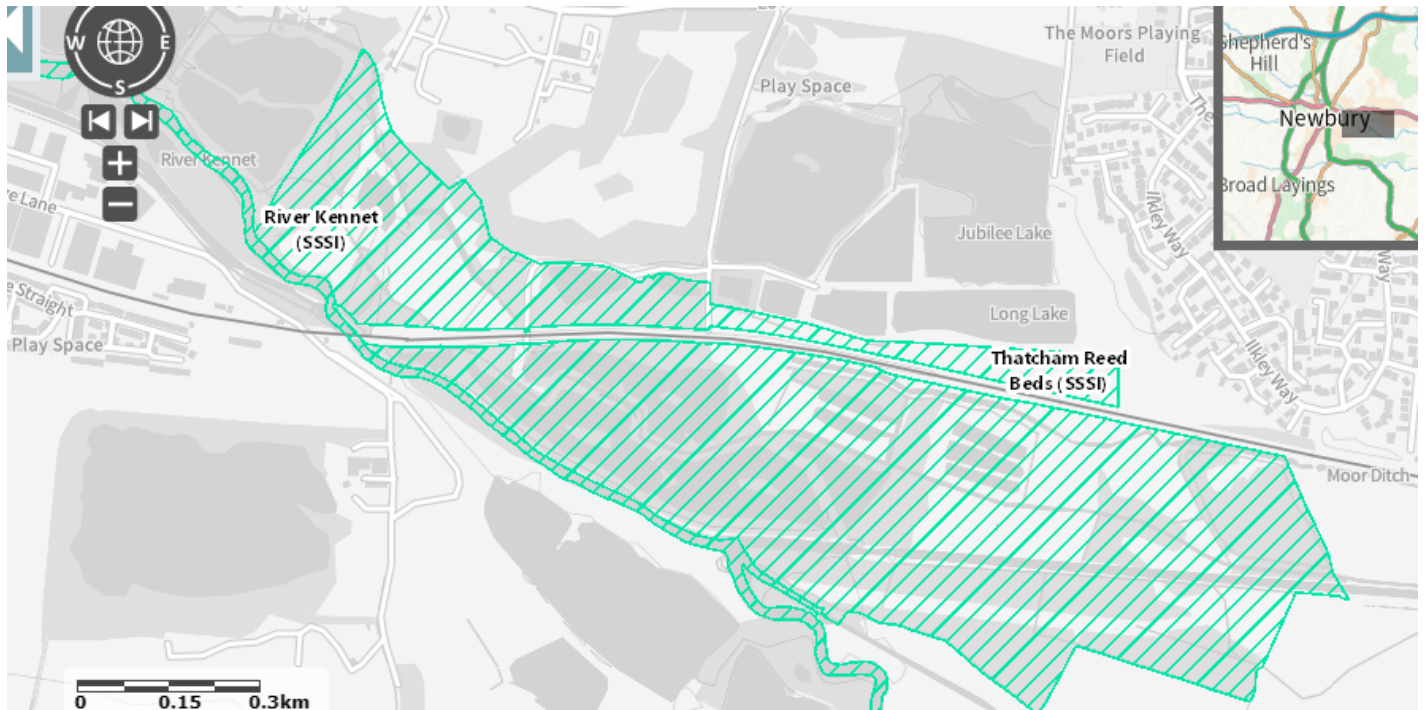 The Moors Playing
Field
Play Space
Shepherd's
Hill
Newbury
Broad Layings
W
E
S
River Kennet
River Kennet
(SSSI)
Jubilee Lake
Ilkley Way
Way
Long Lake
Play Space
Thatcham Reed
Beds (SSSI)
Ilkley Way
Moor Ditch
0
0.15
0.3km